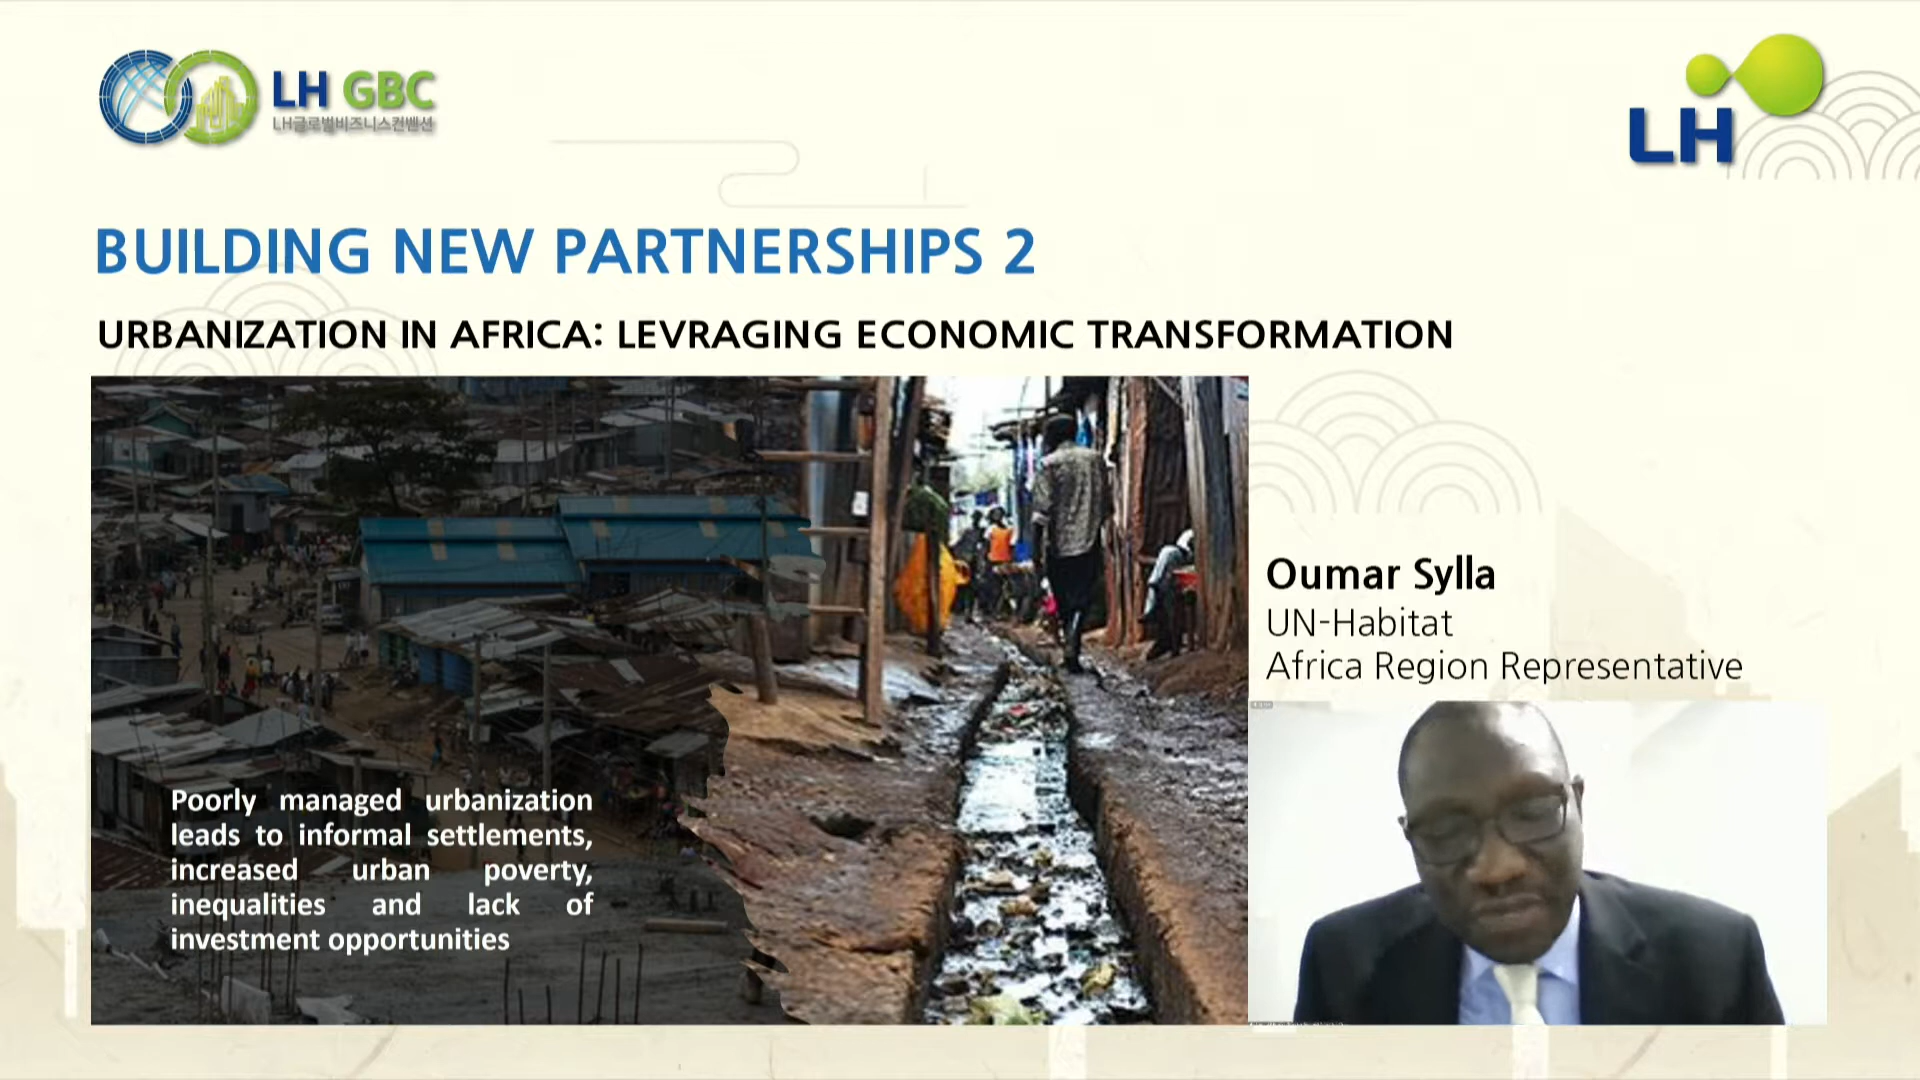 LH GBC
LH글로벌비즈니스컨벤션
LH
BUILDING NEW PARTNERSHIPS 2
URBANIZATION IN AFRICA: LEVRAGING ECONOMIC TRANSFORMATION
Poorly managed urbanization
leads to informal settlements,
increased urban poverty,
inequalities and lack of
investment opportunities
Oumar Sylla
UN-Habitat
Africa Region Representative